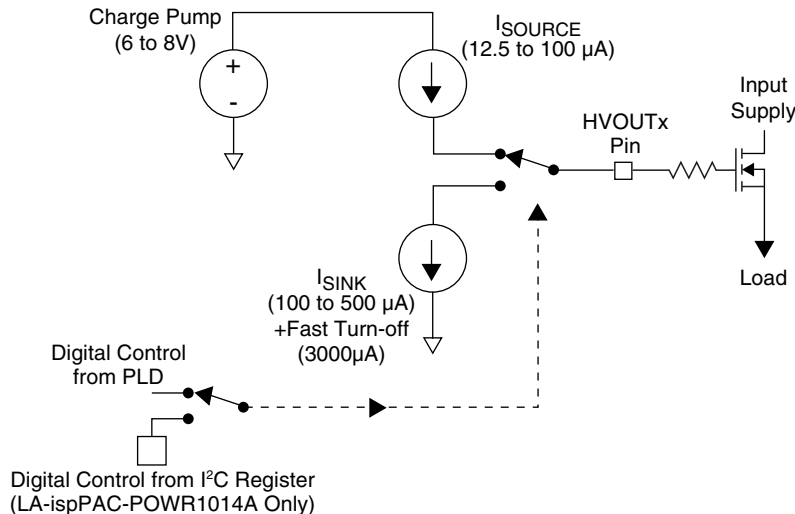 Charge Pump
(6 to 8V)
+
-
ISOURCE
(12.5 to 100 µA)
Input
Supply
HVOUTx
Pin
Load
ISINK
(100 to 500 µA)
+Fast Turn-off
(3000µA)
Digital Control
from PLD
Digital Control from I²C Register
(LA-ispPAC-POWR1014A Only)